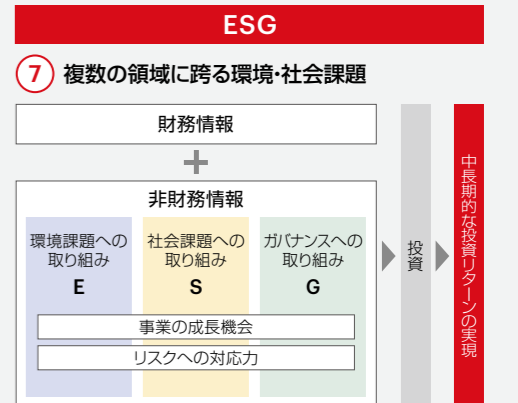 ESG
7 複数の領域に跨る環境・社会課題
財務情報
+
非財務情報
環境課題への
取り組み
E
社会課題への
取り組み
S
ガバナンスへの
取り組み
G
事業の成長機会
リスクへの対応力
投資
中長期的な投資リターンの実現